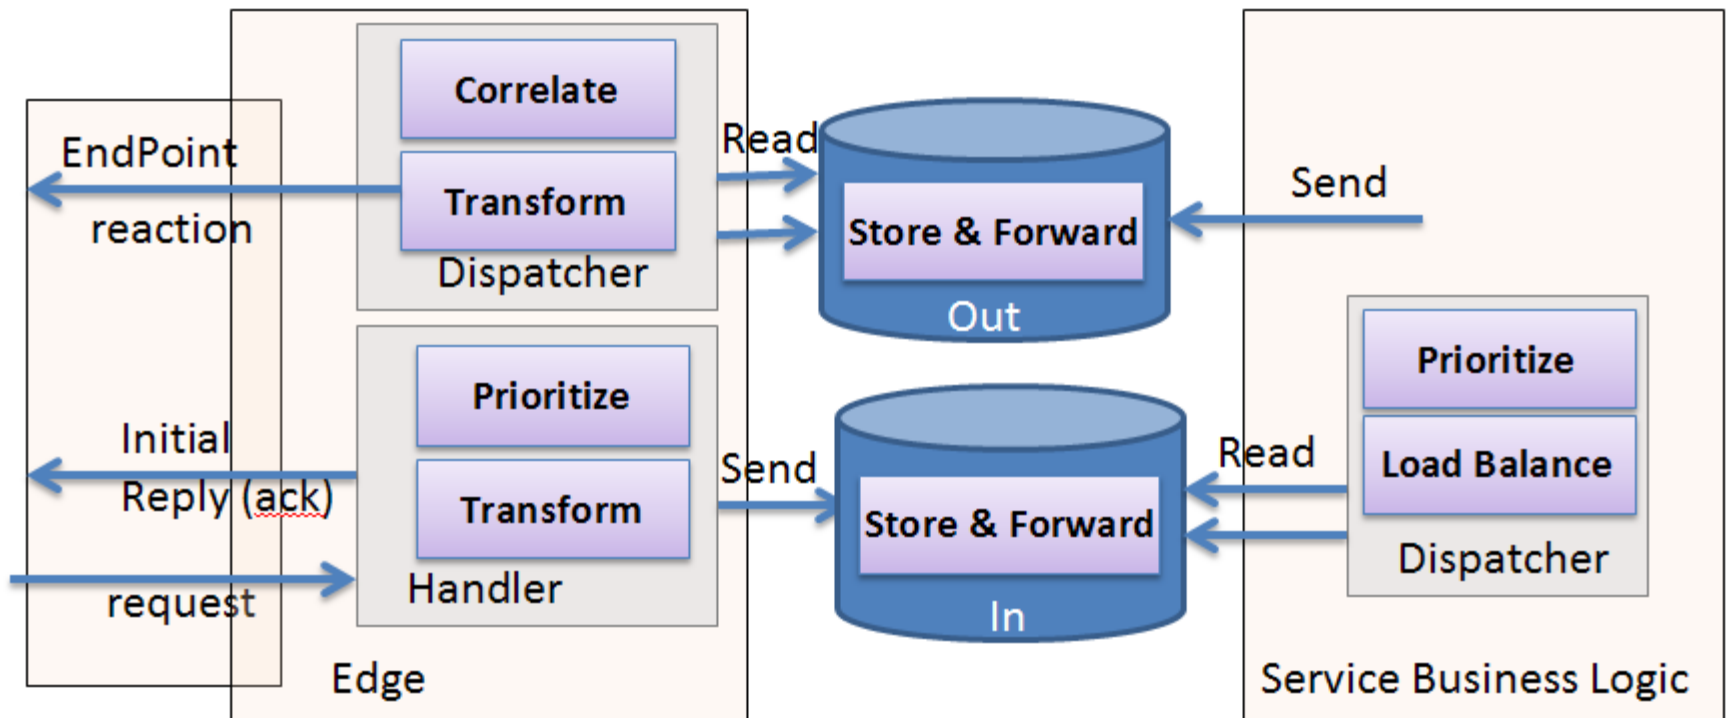 Correlate
EndPoint
Transform
reaction
Dispatcher
Read
Store & Forward
Out
Send
Prioritize
Initial
Reply (ack)
Transform
request
Handler
Send
Store & Forward
In
Read
Prioritize
Load Balance
Dispatcher
Edge
Service Business Logic